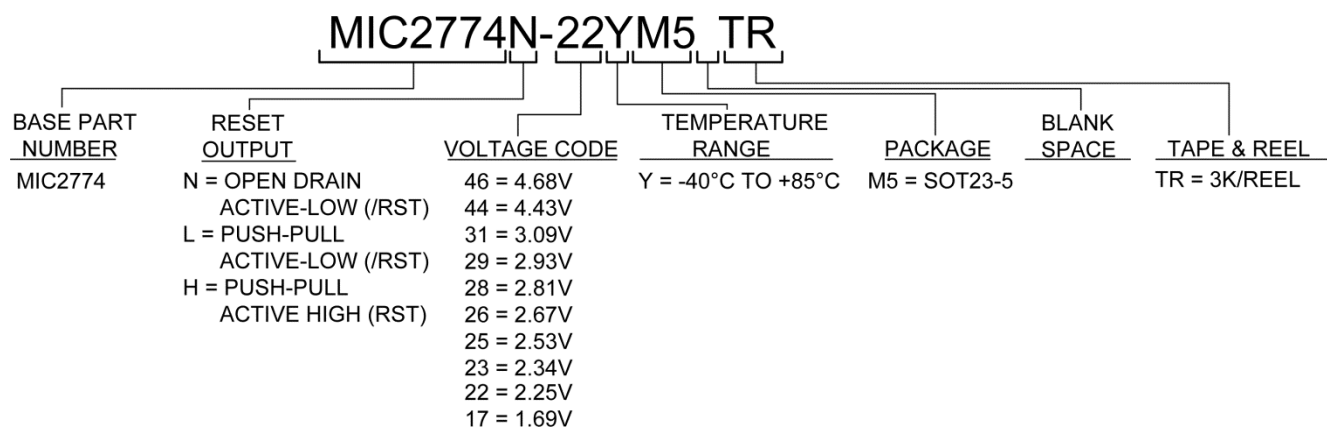 MIC2774N-22YM5 TR
BASE PART
NUMBER
MIC2774
RESET
OUTPUT
N = OPEN DRAIN
ACTIVE-LOW (/RST)
L = PUSH-PULL
ACTIVE-LOW (/RST)
H = PUSH-PULL
ACTIVE HIGH (RST)
VOLTAGE CODE
46 = 4.68V
44 = 4.43V
31 = 3.09V
29 = 2.93V
28 = 2.81V
26 = 2.67V
25 = 2.53V
23 = 2.34V
22 = 2.25V
17 = 1.69V
TEMPERATURE
RANGE
Y = -40°C TO +85°C
PACKAGE
M5 = SOT23-5
BLANK
SPACE
TAPE & REEL
TR = 3K/REEL